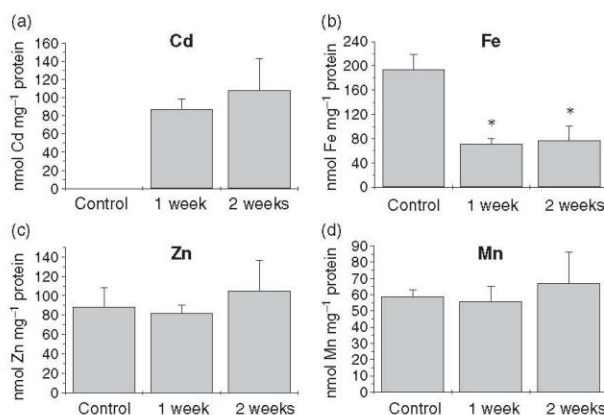 (a)
Cd
nmol Cd mg⁻¹ protein
160
140
120
100
80
60
40
20
0
Control 1 week 2 weeks
(b)
Fe
nmol Fe mg⁻¹ protein
240
200
160
120
80
40
0
* *
Control 1 week 2 weeks
(c)
Zn
nmol Zn mg⁻¹ protein
140
120
100
80
60
40
20
0
Control 1 week 2 weeks
(d)
Mn
nmol Mn mg⁻¹ protein
90
80
70
60
50
40
30
20
10
0
Control 1 week 2 weeks